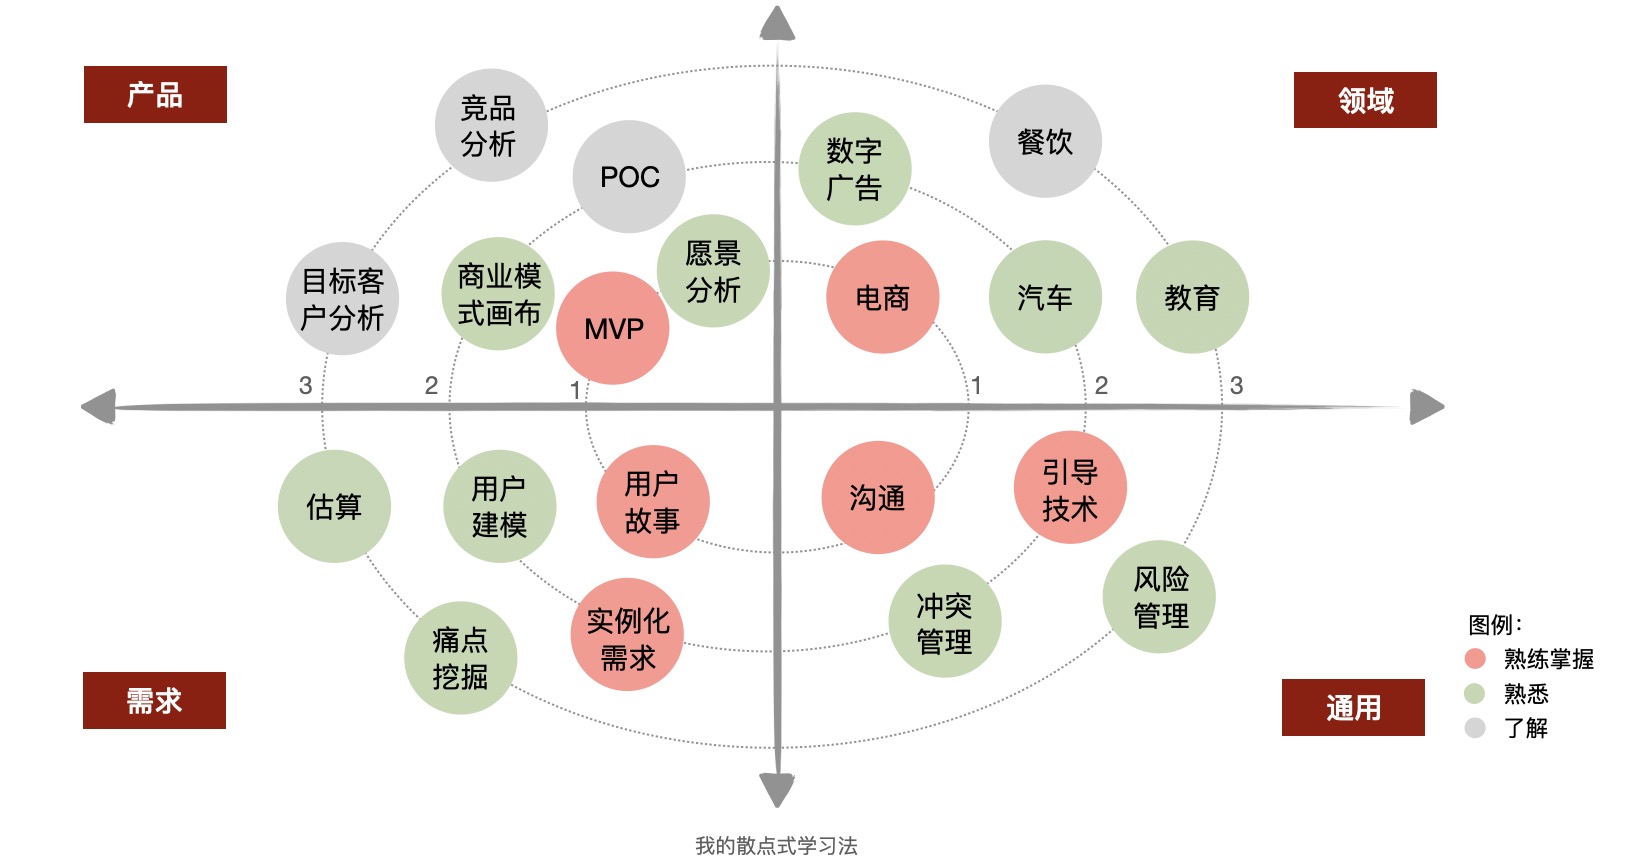 产品
领域
竞品
分析
POC
数字
广告
餐饮
目标客
户分析
商业模
式画布
MVP
愿景
分析
电商
汽车
教育
3
2
1
1
2
3
估算
用户
建模
用户
故事
沟通
引导
技术
痛点
挖掘
实例化
需求
冲突
管理
风险
管理
需求
通用
图例：
熟练掌握
熟悉
了解
我的散点式学习法